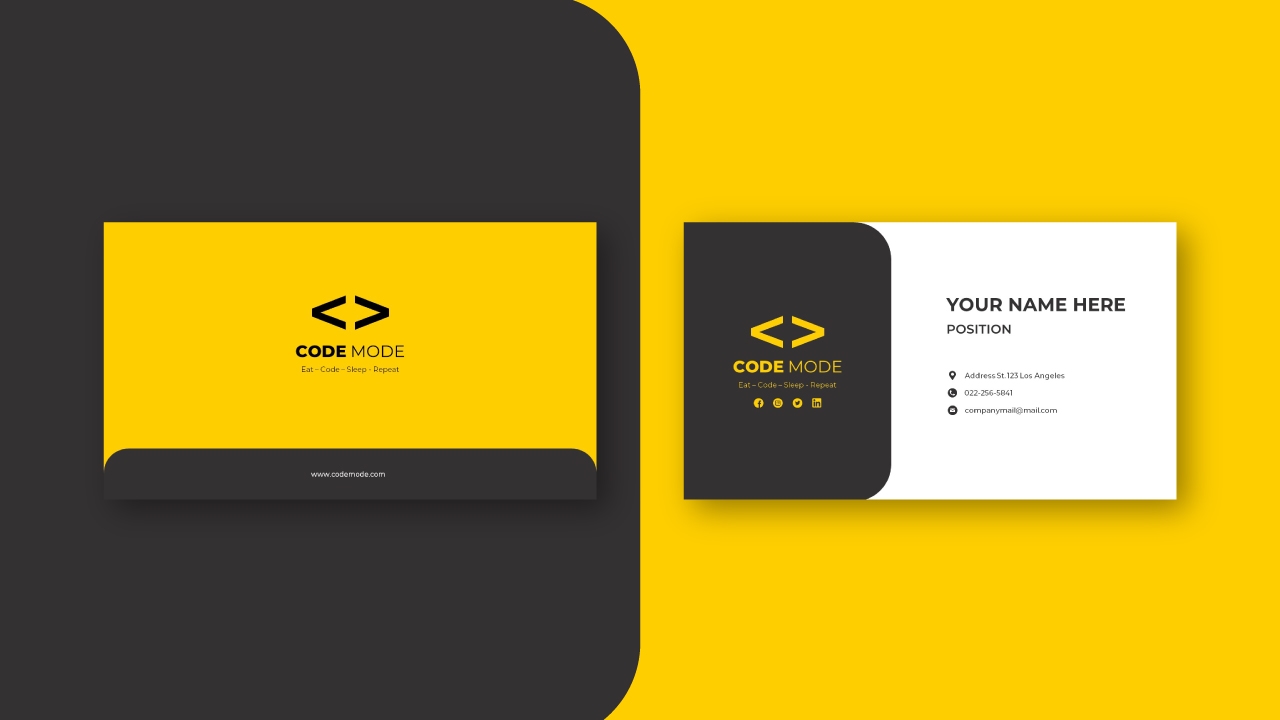 <>
CODE MODE
Eat – Code – Sleep - Repeat
www.codemode.com
<>
CODE MODE
Eat – Code – Sleep - Repeat
YOUR NAME HERE
POSITION
Address St.123 Los Angeles
022-256-5841
companymail@mail.com